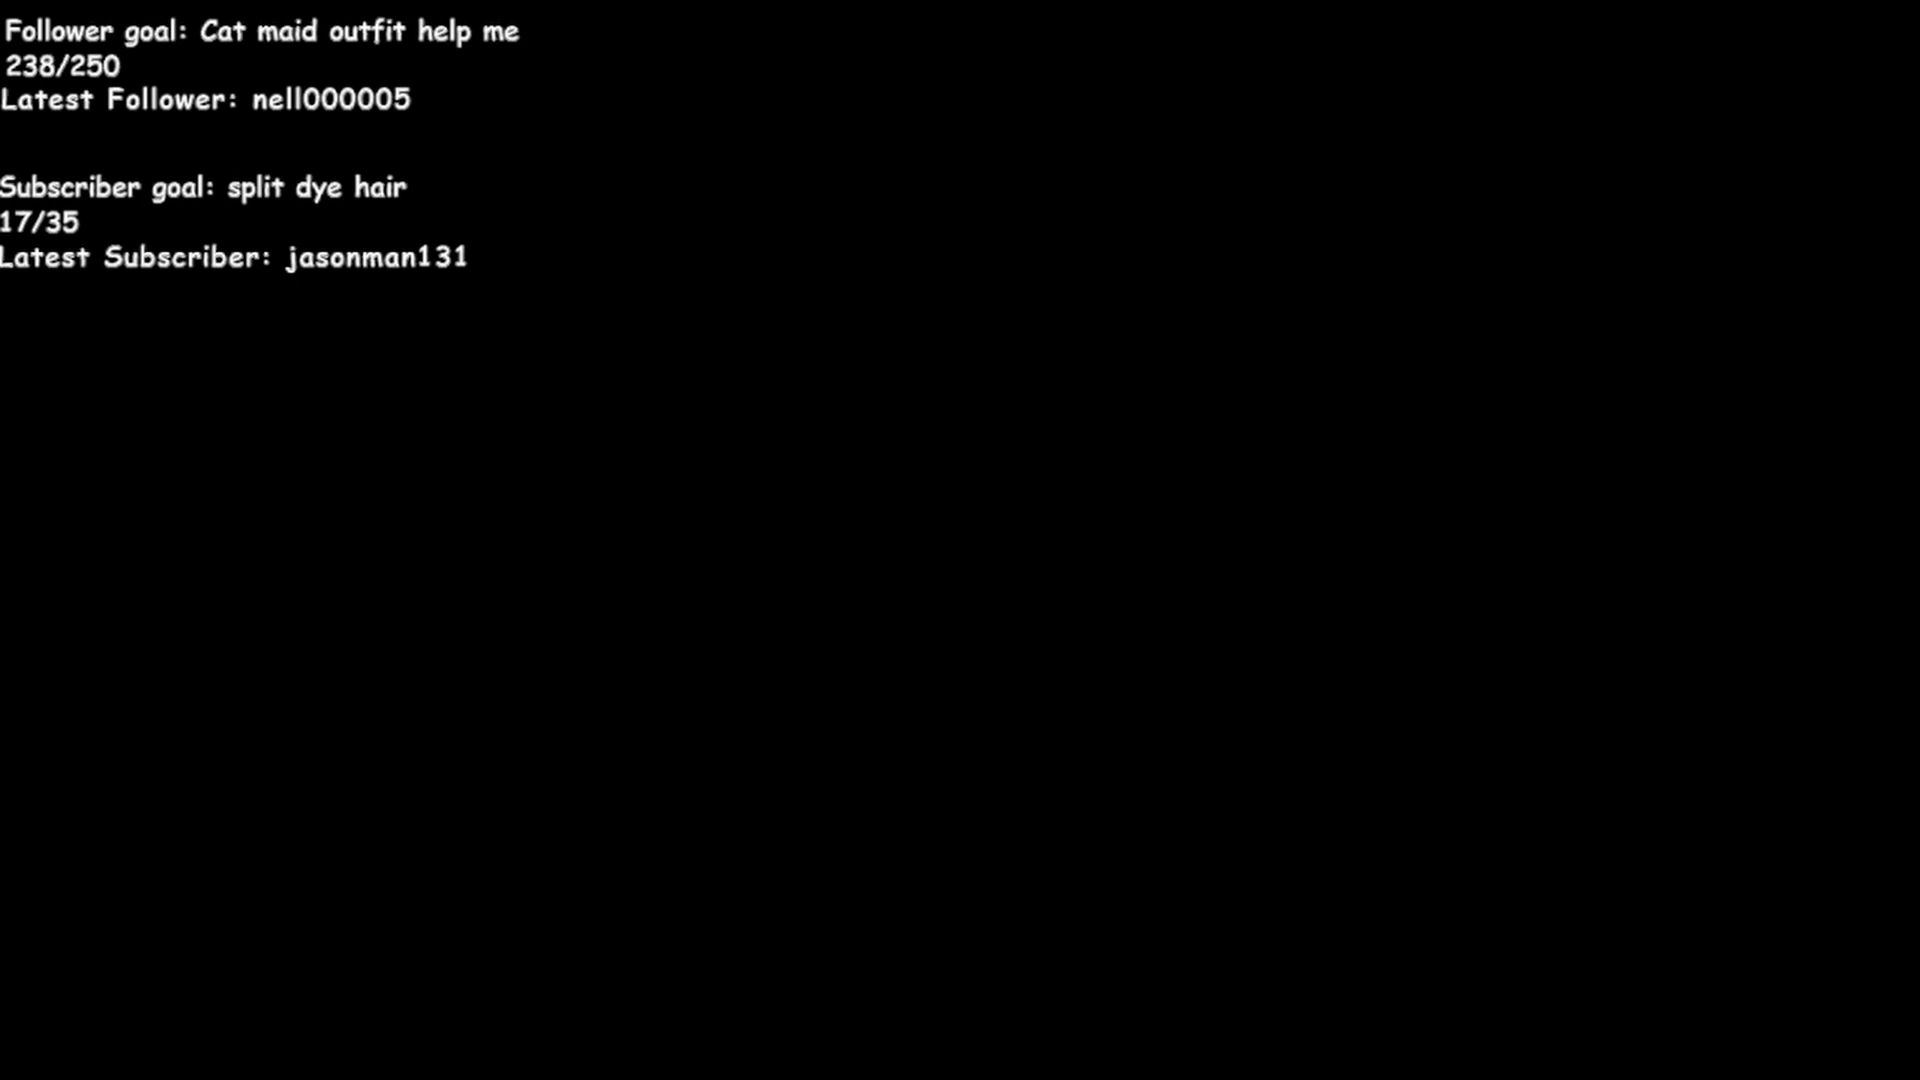 Follower goal: Cat maid outfit help me
238/250
Latest Follower: nell000005
Subscriber goal: split dye hair
17/35
Latest Subscriber: jasonman131